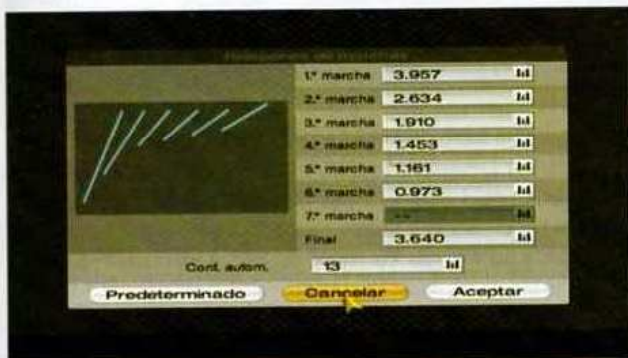 1.ª marcha 3.957
2.ª marcha 2.634
3.ª marcha 1.910
4.ª marcha 1.453
5.ª marcha 1.161
6.ª marcha 0.973
7.ª marcha --
Final 3.640
Conf. autom. 13
Predeterminado Cancelar Aceptar